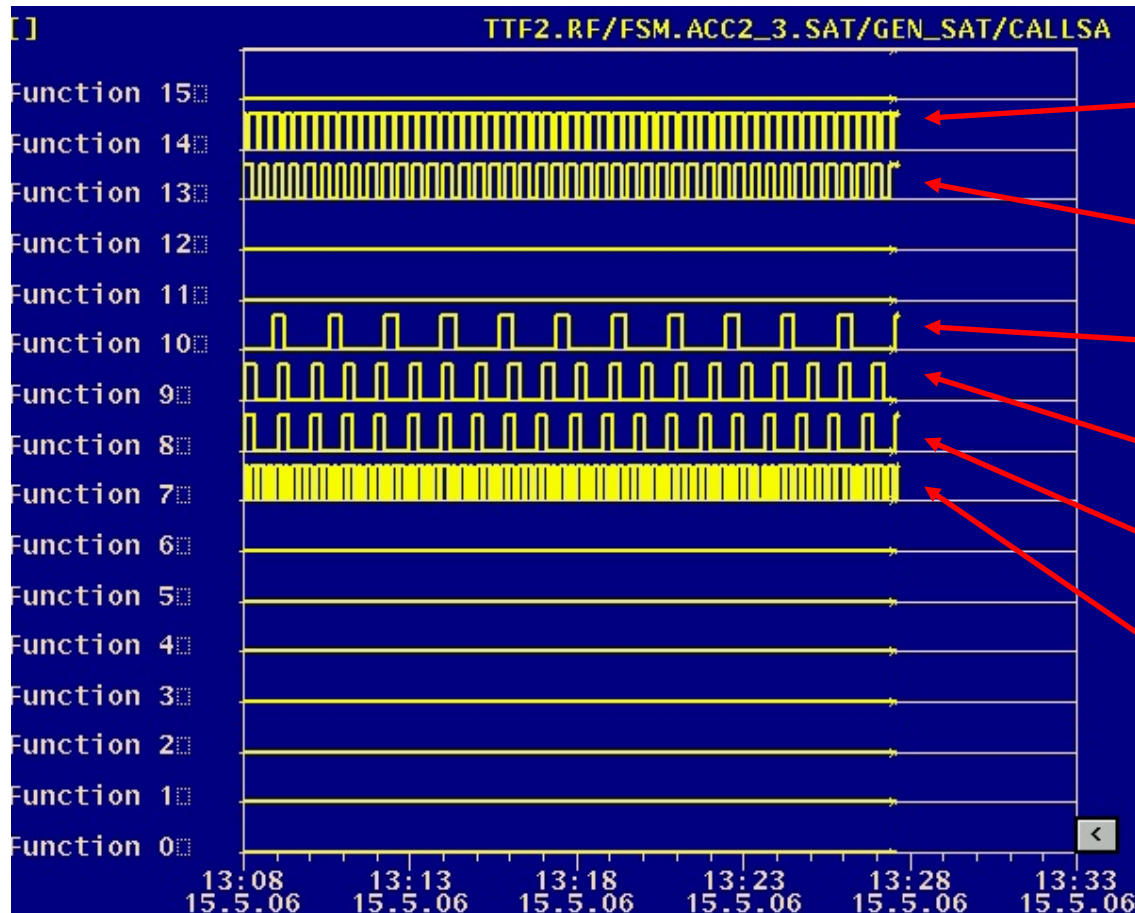 [] TTF2.RF/FSM.ACC2_3.SAT/GEN_SAT/CALLSA
Function 15
Function 14
Function 13
Function 12
Function 11
Function 10
Function 9
Function 8
Function 7
Function 6
Function 5
Function 4
Function 3
Function 2
Function 1
Function 0
<
13:08 13:13 13:18 13:23 13:28 13:33
15.5.06 15.5.06 15.5.06 15.5.06 15.5.06 15.5.06